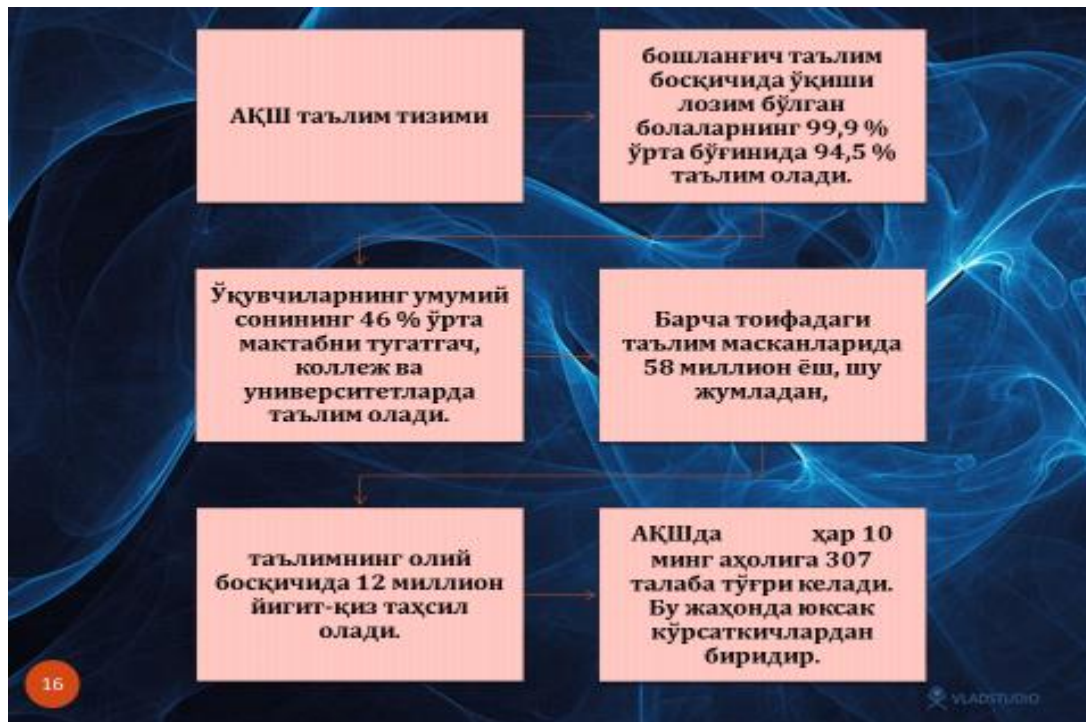 АҚШ таълим тизими
бошланғич таълим
босқичида ўқиши
лозим бўлган
болаларнинг 99,9 %
ўрта бўғинида 94,5 %
таълим олади.
Ўқувчиларнинг умумий
сонининг 46 % ўрта
мактабни тугатгач,
коллеж ва
университетларда
таълим олади.
Барча тоифадаги
таълим масканларида
58 миллион ёш, шу
жумладан,
таълимнинг олий
босқичида 12 миллион
йигит-қиз таҳсил
олади.
АҚШда ҳар 10
минг аҳолига 307
талаба тўғри келади.
Бу жаҳонда юксак
кўрсаткичлардан
биридир.
16
VLADSTUDIO